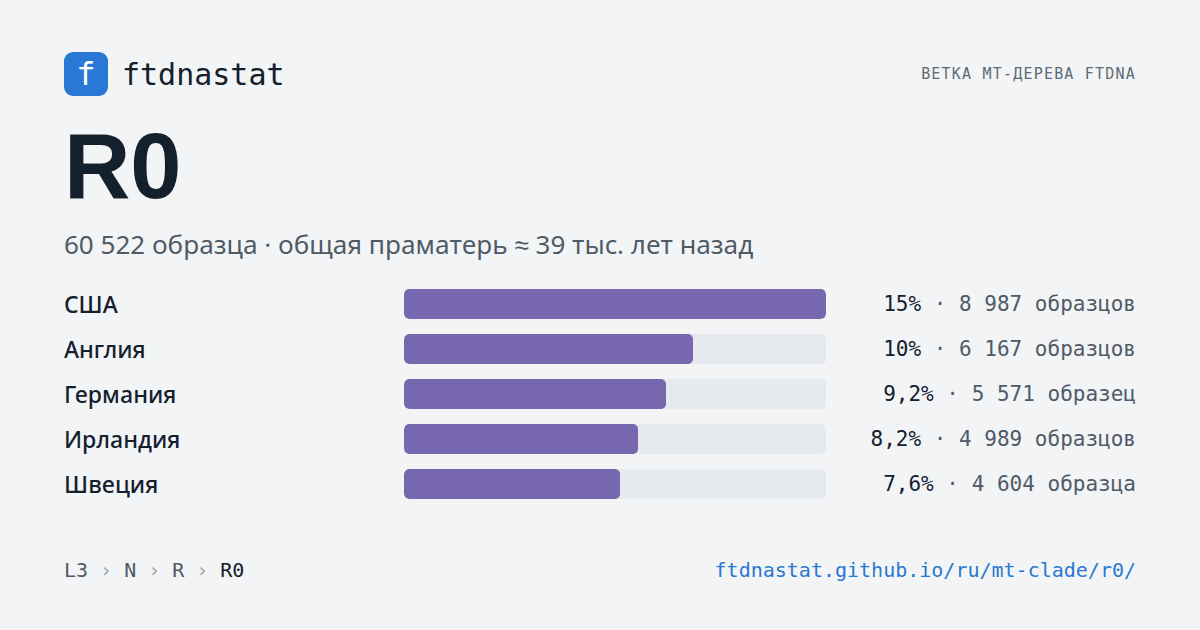 f ftdnastat
ВЕТКА МТ-ДЕРЕВА FTDNA
R0
60 522 образца · общая праматерь ≈ 39 тыс. лет назад
США 15% · 8 987 образцов
Англия 10% · 6 167 образцов
Германия 9,2% · 5 571 образец
Ирландия 8,2% · 4 989 образцов
Швеция 7,6% · 4 604 образца
L3 › N › R › R0
ftdnastat.github.io/ru/mt-clade/r0/